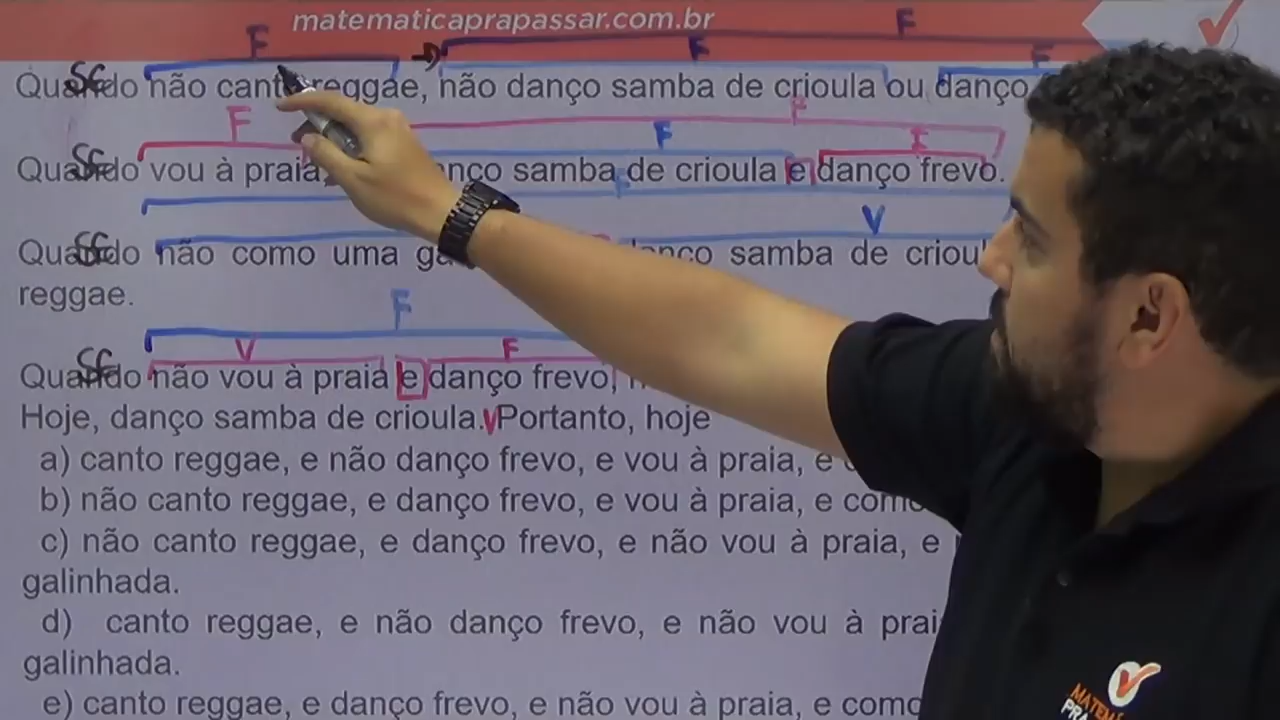 matematicaprapassar.com.br
F F F F
SC
Quando não canto reggae, não danço samba de crioula ou danço
F F F
SC
Quando vou à praia, danço samba de crioula e danço frevo.
F V
SC
Quando não como uma danço samba de
reggae.
F
V F
SC
Quando não vou à praia e danço frevo,
Hoje, danço samba de crioula. V Portanto, hoje
a) canto reggae, e não danço frevo, e vou à praia, e
b) não canto reggae, e danço frevo, e vou à praia, e
c) não canto reggae, e danço frevo, e não vou à praia, e
galinhada.
d) canto reggae, e não danço frevo, e não vou à
galinhada.
e) canto reggae, e danço frevo, e não vou à praia, e como